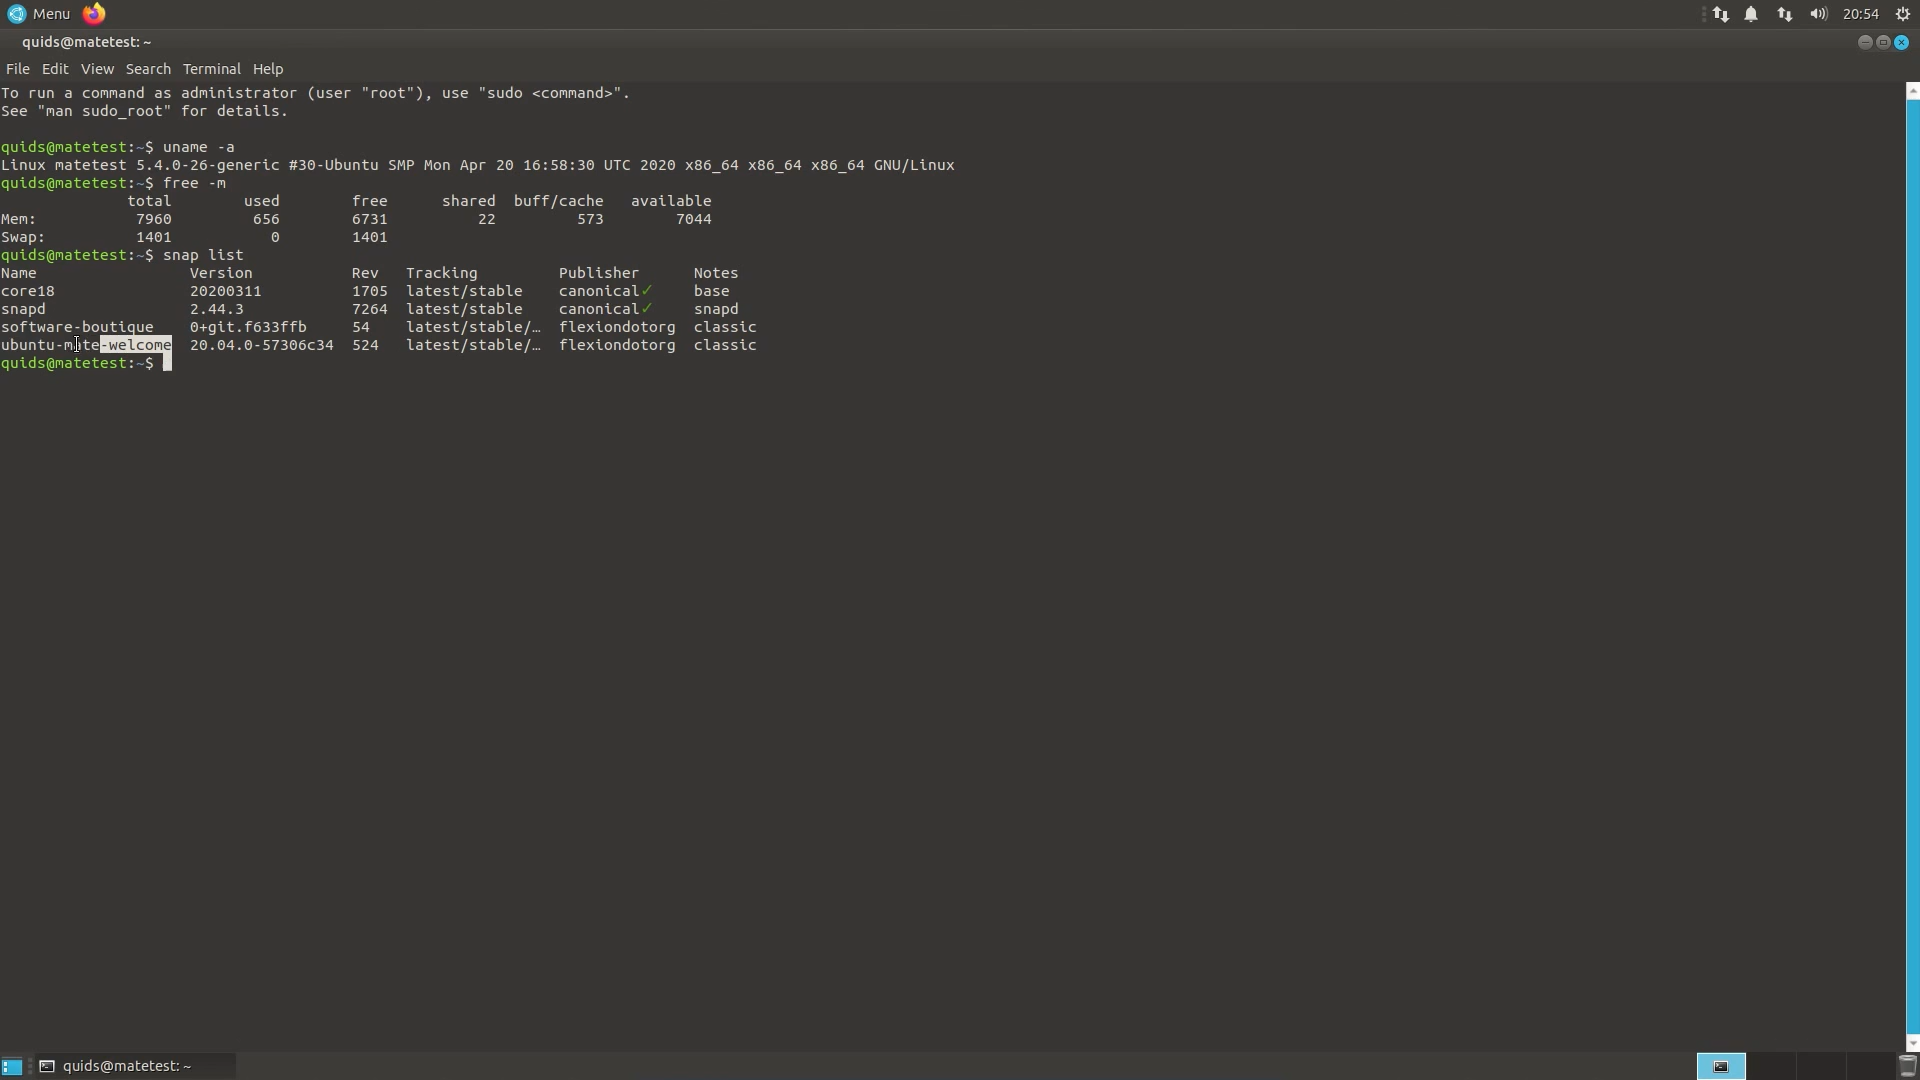 Menu
20:54
quids@matetest: ~
File Edit View Search Terminal Help
To run a command as administrator (user "root"), use "sudo <command>".
See "man sudo_root" for details.
quids@matetest:~$ uname -a
Linux matetest 5.4.0-26-generic #30-Ubuntu SMP Mon Apr 20 16:58:30 UTC 2020 x86_64 x86_64 x86_64 GNU/Linux
quids@matetest:~$ free -m
total used free shared buff/cache available
Mem: 7960 656 6731 22 573 7044
Swap: 1401 0 1401
quids@matetest:~$ snap list
Name Version Rev Tracking Publisher Notes
core18 20200311 1705 latest/stable canonical✓ base
snapd 2.44.3 7264 latest/stable canonical✓ snapd
software-boutique 0+git.f633ffb 54 latest/stable/… flexiondotorg classic
ubuntu-mate-welcome 20.04.0-57306c34 524 latest/stable/… flexiondotorg classic
quids@matetest:~$
quids@matetest: ~